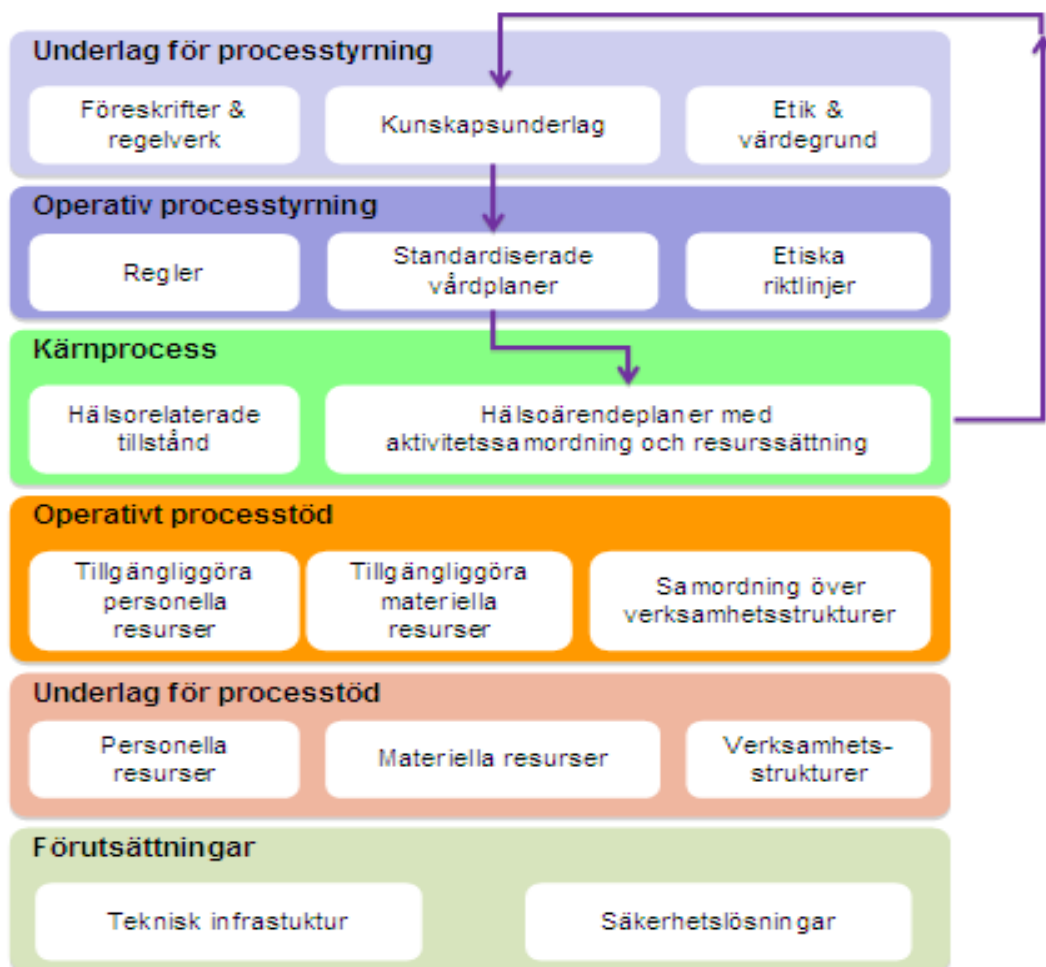 Underlag för processtyrning
Föreskrifter &
regelverk
Kunskapsunderlag
Etik &
värdegrund
Operativ processtyrning
Regler
Standardiserade
vårdplaner
Etiska
riktlinjer
Kärnprocess
Hälsorelaterade
tillstånd
Hälsoärendeplaner med
aktivitetssamordning och resurssättning
Operativt processtöd
Tillgängliggöra
personella
resurser
Tillgängliggöra
materiella
resurser
Samordning över
verksamhetsstrukturer
Underlag för processtöd
Personella
resurser
Materiella resurser
Verksamhets-
strukturer
Förutsättningar
Teknisk infrastuktur
Säkerhetslösningar